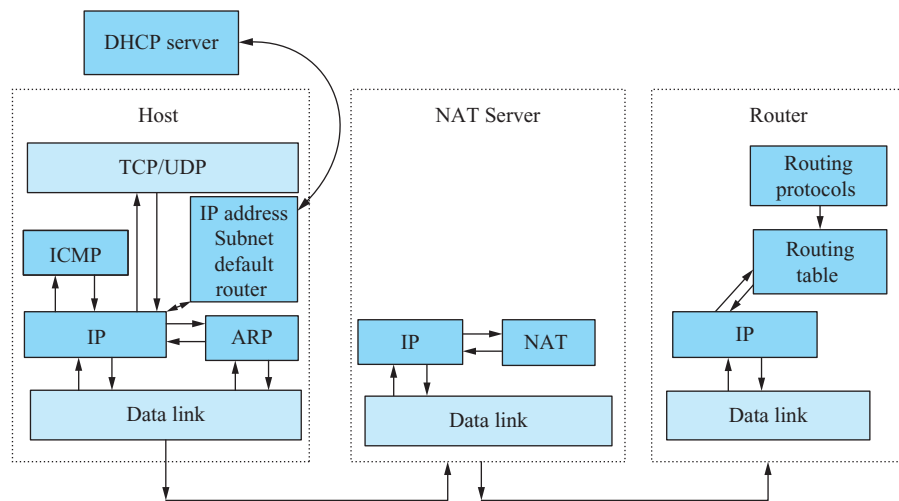 DHCP server
Host
TCP/UDP
IP address
Subnet
default
router
ICMP
IP
ARP
Data link
NAT Server
IP
NAT
Data link
Router
Routing
protocols
Routing
table
IP
Data link